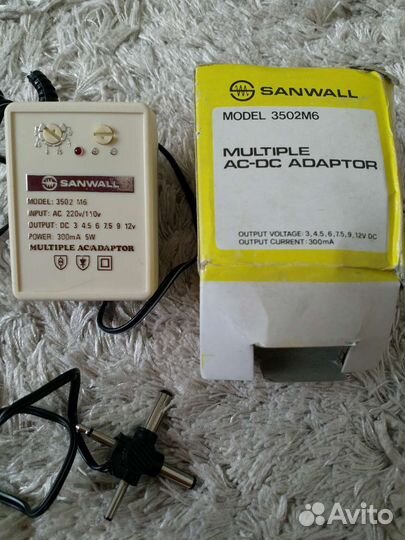 SANWALL
MODEL: 3502 M6
INPUT: AC 220v/110v
OUTPUT: DC 3 4.5 6 7.5 9 12v
POWER: 300mA 5W
MULTIPLE AC ADAPTOR
SANWALL
MODEL 3502M6
MULTIPLE
AC-DC ADAPTOR
OUTPUT VOLTAGE: 3, 4.5, 6, 7.5, 9, 12V DC
OUTPUT CURRENT: 300mA
Avito